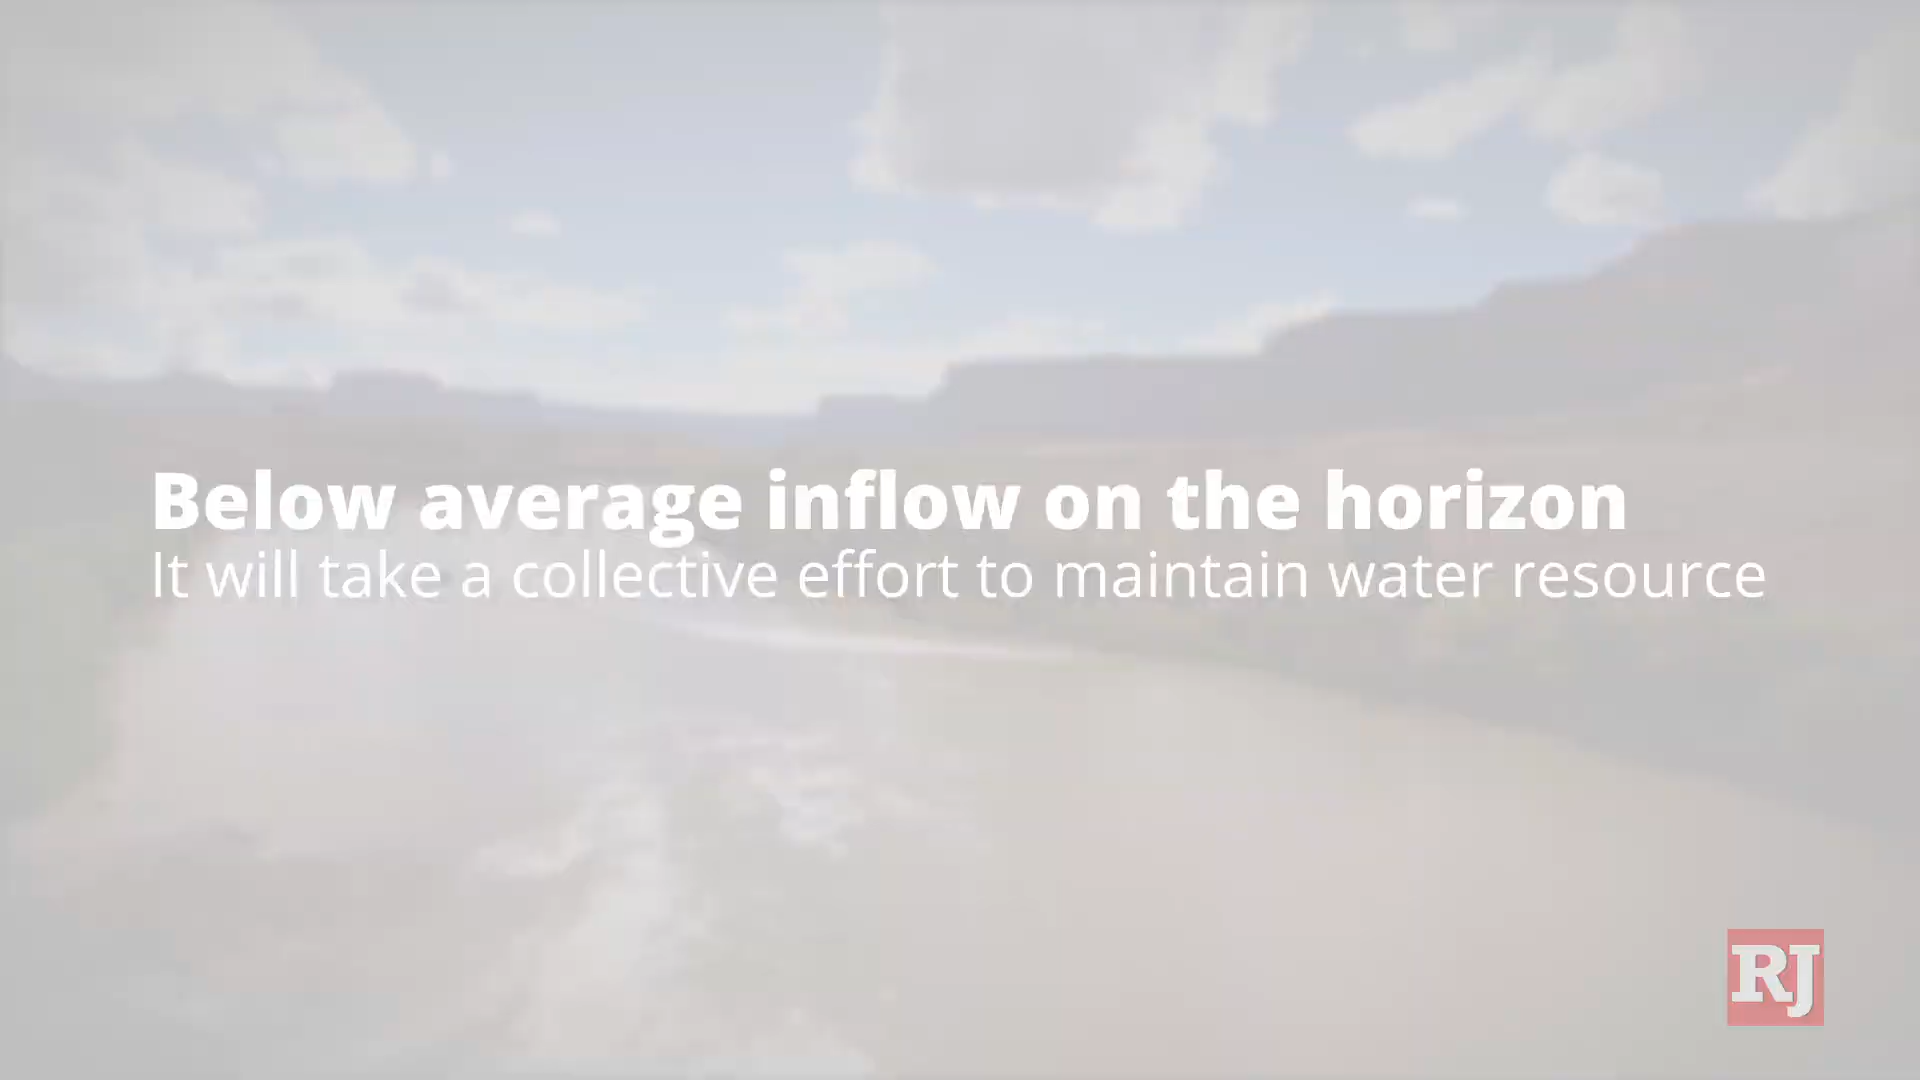 Below average inflow on the horizon
It will take a collective effort to maintain water resource
RJ